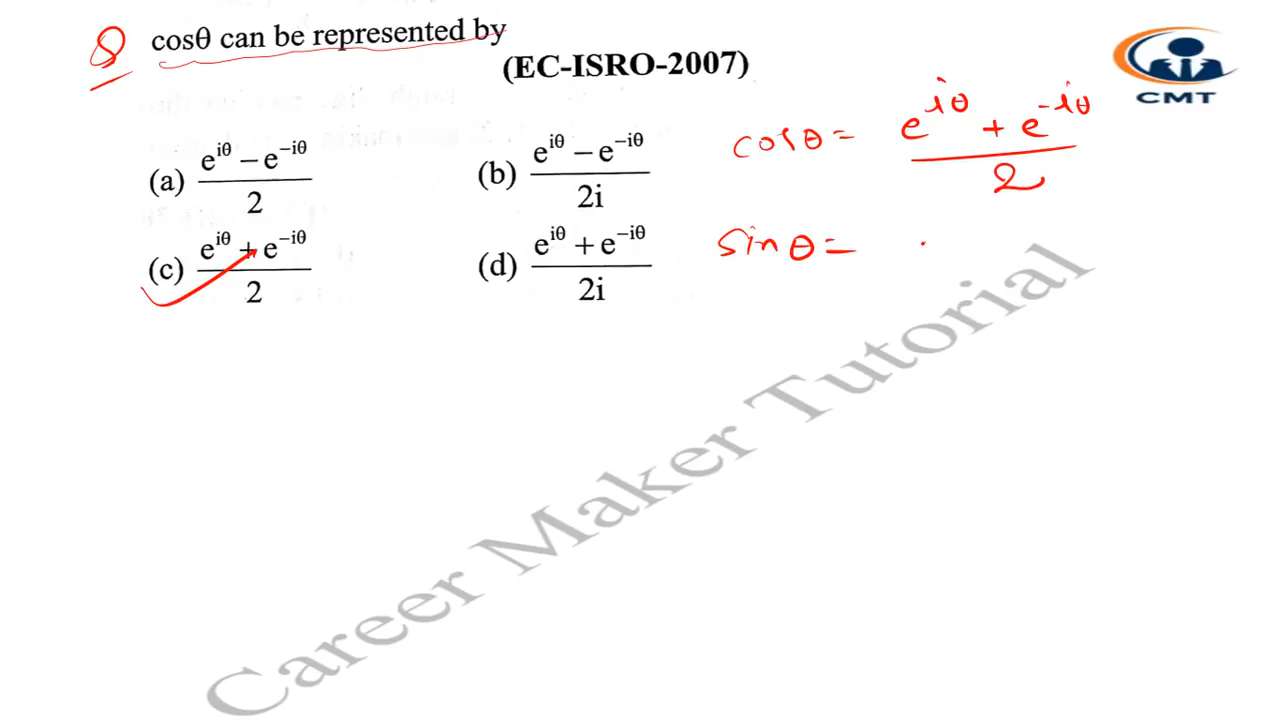 Q cosθ can be represented by
(EC-ISRO-2007)
CMT
(a) (e^{iθ} − e^{−iθ})/2 (b) (e^{iθ} − e^{−iθ})/2i
(c) (e^{iθ} + e^{−iθ})/2 (d) (e^{iθ} + e^{−iθ})/2i
cosθ = (e^{iθ} + e^{-iθ})/2
sinθ =
Career Maker Tutorial